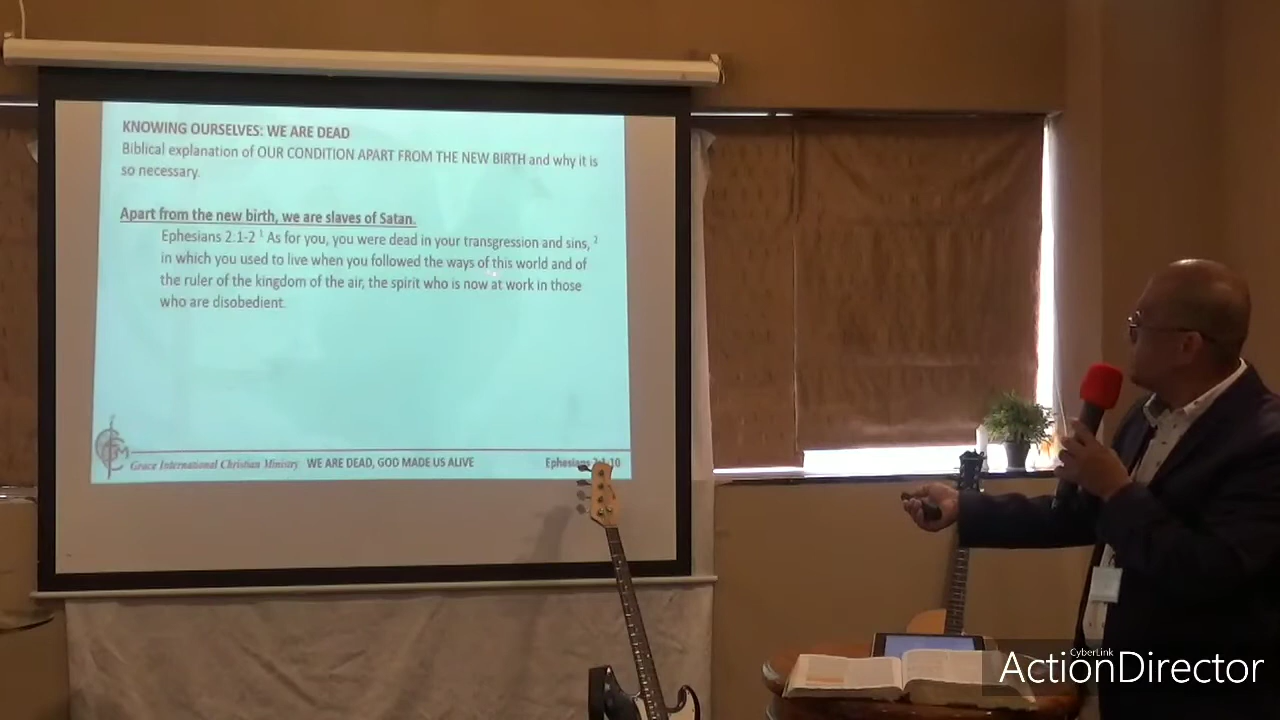 KNOWING OURSELVES: WE ARE DEAD
Biblical explanation of OUR CONDITION APART FROM THE NEW BIRTH and why it is
so necessary.
Apart from the new birth, we are slaves of Satan.
Ephesians 2.1-2 ¹ As for you, you were dead in your transgression and sins, ²
in which you used to live when you followed the ways of this world and of
the ruler of the kingdom of the air, the spirit who is now at work in those
who are disobedient.
Grace International Christian Ministry WE ARE DEAD, GOD MADE US ALIVE Ephesians
CyberLink
ActionDirector